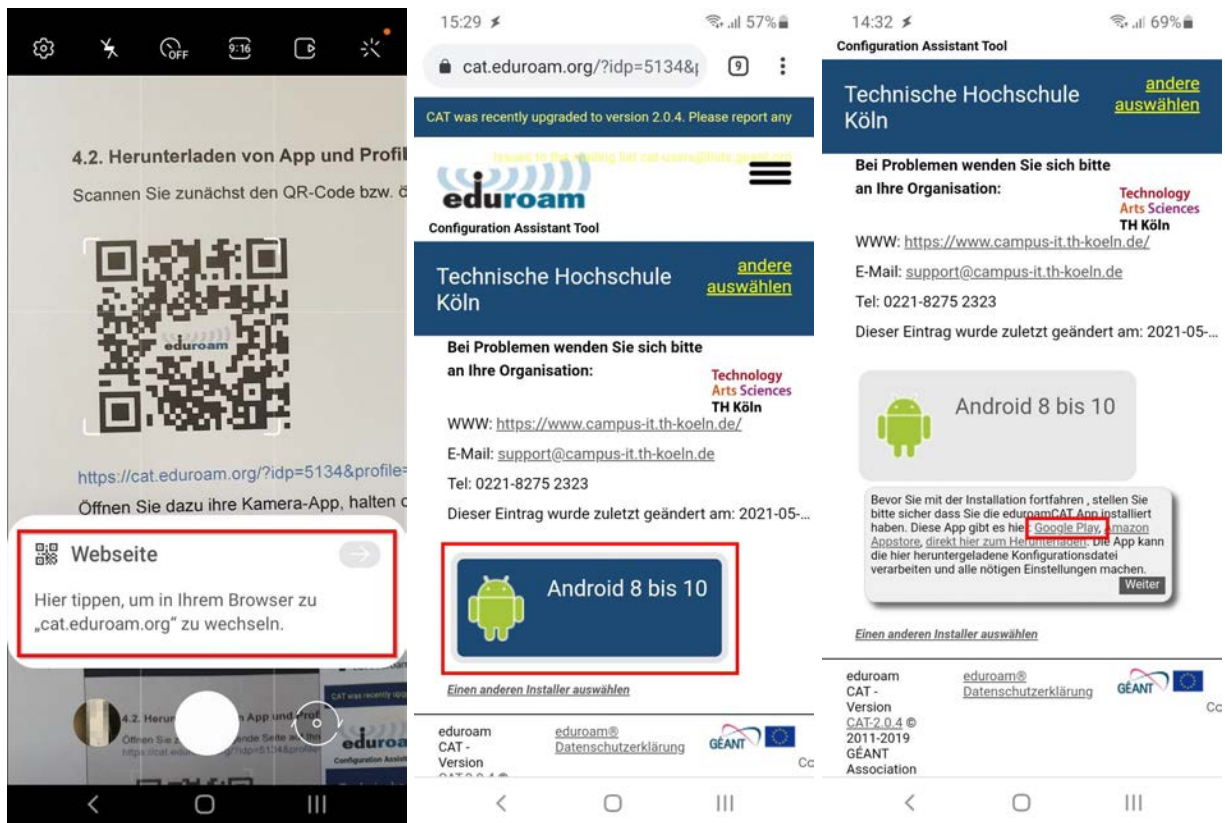 OFF
9:16
4.2. Herunterladen von App und Profil
Scannen Sie zunächst den QR-Code bzw. ö
eduroam
https://cat.eduroam.org/?idp=5134&profile=
Öffnen Sie dazu ihre Kamera-App, halten
Webseite
Hier tippen, um in Ihrem Browser zu
„cat.eduroam.org“ zu wechseln.
15:29
57%
cat.eduroam.org/?idp=5134&
9
CAT was recently upgraded to version 2.0.4. Please report any
issues to the mailing list cat-users@lists.geant.org
eduroam
Configuration Assistant Tool
Technische Hochschule
Köln
andere
auswählen
Bei Problemen wenden Sie sich bitte
an Ihre Organisation:
Technology
Arts Sciences
TH Köln
WWW: https://www.campus-it.th-koeln.de/
E-Mail: support@campus-it.th-koeln.de
Tel: 0221-8275 2323
Dieser Eintrag wurde zuletzt geändert am: 2021-05-...
Android 8 bis 10
Einen anderen Installer auswählen
eduroam
CAT -
Version
eduroam®
Datenschutzerklärung
GÉANT
14:32
69%
Configuration Assistant Tool
Technische Hochschule
Köln
andere
auswählen
Bei Problemen wenden Sie sich bitte
an Ihre Organisation:
Technology
Arts Sciences
TH Köln
WWW: https://www.campus-it.th-koeln.de/
E-Mail: support@campus-it.th-koeln.de
Tel: 0221-8275 2323
Dieser Eintrag wurde zuletzt geändert am: 2021-05-...
Android 8 bis 10
Bevor Sie mit der Installation fortfahren , stellen Sie
bitte sicher dass Sie die eduroamCAT App installiert
haben. Diese App gibt es hier: Google Play, Amazon
Appstore, direkt hier zum Herunterladen. Die App kann
die hier heruntergeladene Konfigurationsdatei
verarbeiten und alle nötigen Einstellungen machen.
Weiter
Einen anderen Installer auswählen
eduroam
CAT -
Version
CAT-2.0.4 ©
2011-2019
GÉANT
Association
eduroam®
Datenschutzerklärung
GÉANT
Co